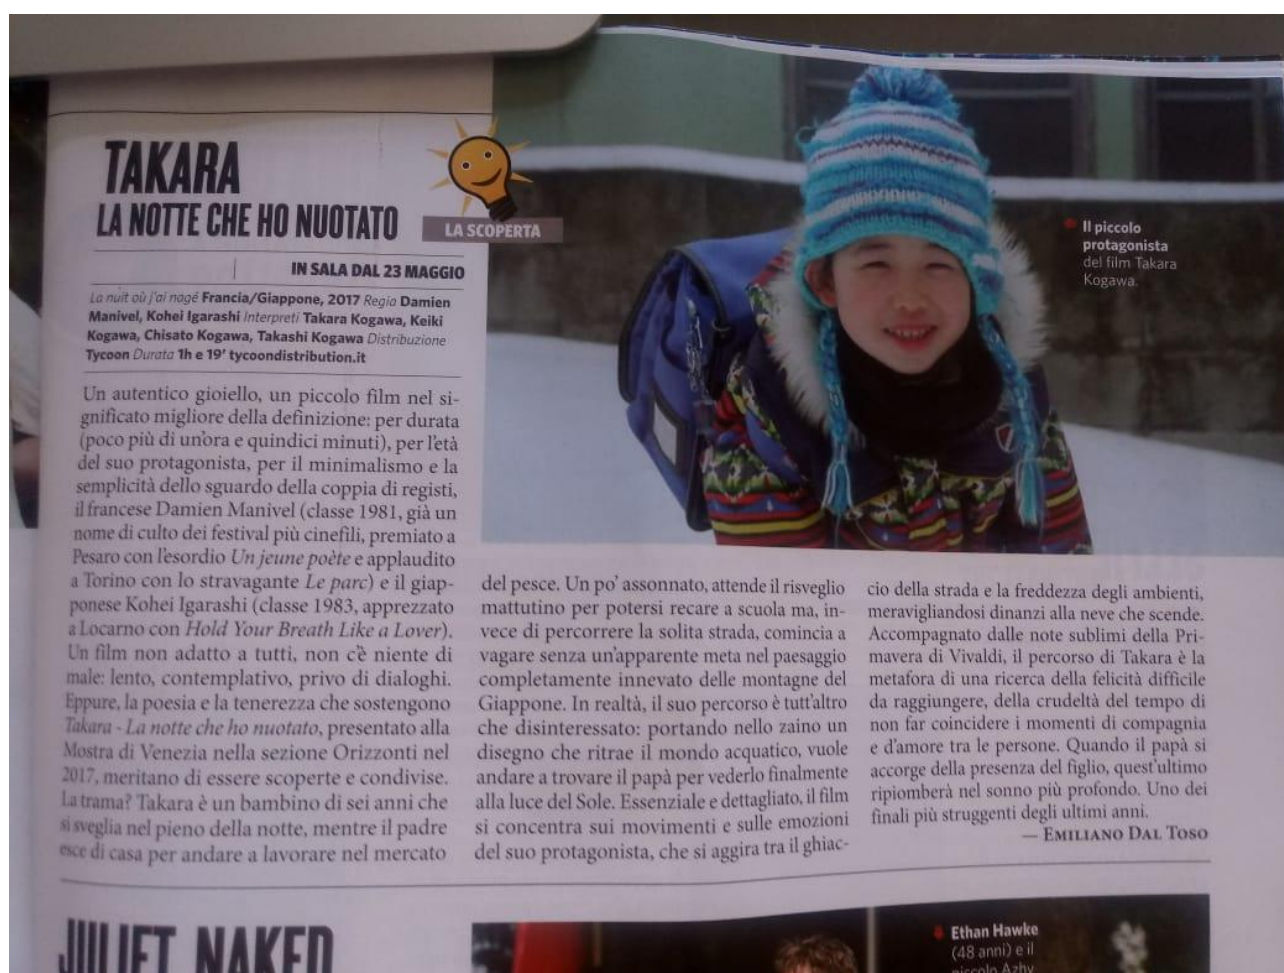 TAKARA
LA NOTTE CHE HO NUOTATO
LA SCOPERTA
IN SALA DAL 23 MAGGIO
La nuit où j'ai nagé Francia/Giappone, 2017 Regia Damien
Manivel, Kohei Igarashi Interpreti Takara Kogawa, Keiki
Kogawa, Chisato Kogawa, Takashi Kogawa Distribuzione
Tycoon Durata 1h e 19' tycoondistribution.it
Un autentico gioiello, un piccolo film nel si-
gnificato migliore della definizione: per durata
(poco più di un'ora e quindici minuti), per l'età
del suo protagonista, per il minimalismo e la
semplicità dello sguardo della coppia di registi,
il francese Damien Manivel (classe 1981, già un
nome di culto dei festival più cinefili, premiato a
Pesaro con l'esordio Un jeune poète e applaudito
a Torino con lo stravagante Le parc) e il giap-
ponese Kohei Igarashi (classe 1983, apprezzato
a Locarno con Hold Your Breath Like a Lover).
Un film non adatto a tutti, non c'è niente di
male: lento, contemplativo, privo di dialoghi.
Eppure, la poesia e la tenerezza che sostengono
Takara - La notte che ho nuotato, presentato alla
Mostra di Venezia nella sezione Orizzonti nel
2017, meritano di essere scoperte e condivise.
La trama? Takara è un bambino di sei anni che
si sveglia nel pieno della notte, mentre il padre
esce di casa per andare a lavorare nel mercato
del pesce. Un po' assonnato, attende il risveglio
mattutino per potersi recare a scuola ma, in-
vece di percorrere la solita strada, comincia a
vagare senza un'apparente meta nel paesaggio
completamente innevato delle montagne del
Giappone. In realtà, il suo percorso è tutt'altro
che disinteressato: portando nello zaino un
disegno che ritrae il mondo acquatico, vuole
andare a trovare il papà per vederlo finalmente
alla luce del Sole. Essenziale e dettagliato, il film
si concentra sui movimenti e sulle emozioni
del suo protagonista, che si aggira tra il ghiac-
cio della strada e la freddezza degli ambienti,
meravigliandosi dinanzi alla neve che scende.
Accompagnato dalle note sublimi della Pri-
mavera di Vivaldi, il percorso di Takara è la
metafora di una ricerca della felicità difficile
da raggiungere, della crudeltà del tempo di
non far coincidere i momenti di compagnia
e d'amore tra le persone. Quando il papà si
accorge della presenza del figlio, quest'ultimo
ripiomberà nel sonno più profondo. Uno dei
finali più struggenti degli ultimi anni.
— EMILIANO DAL TOSO
Il piccolo
protagonista
del film Takara
Kogawa.
JULIET, NAKED
Ethan Hawke
(48 anni) e il
piccolo Azhy